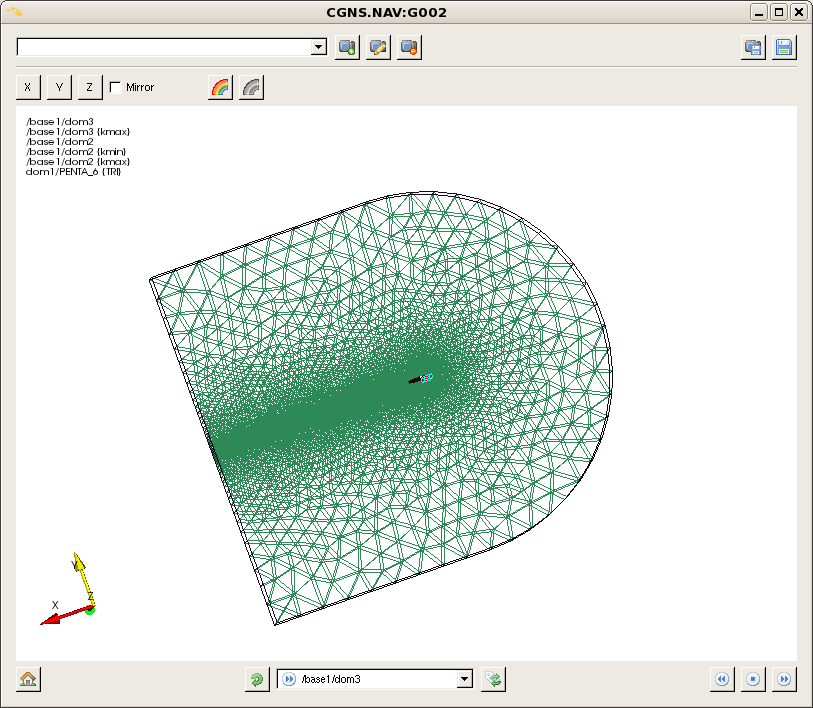 CGNS.NAV:G002
X Y Z Mirror
/base1/dom3
/base1/dom3 {kmax}
/base1/dom2
/base1/dom2 {kmin}
/base1/dom2 {kmax}
dom1/PENTA_6 {TRI}
Y
Z
X
/base1/dom3